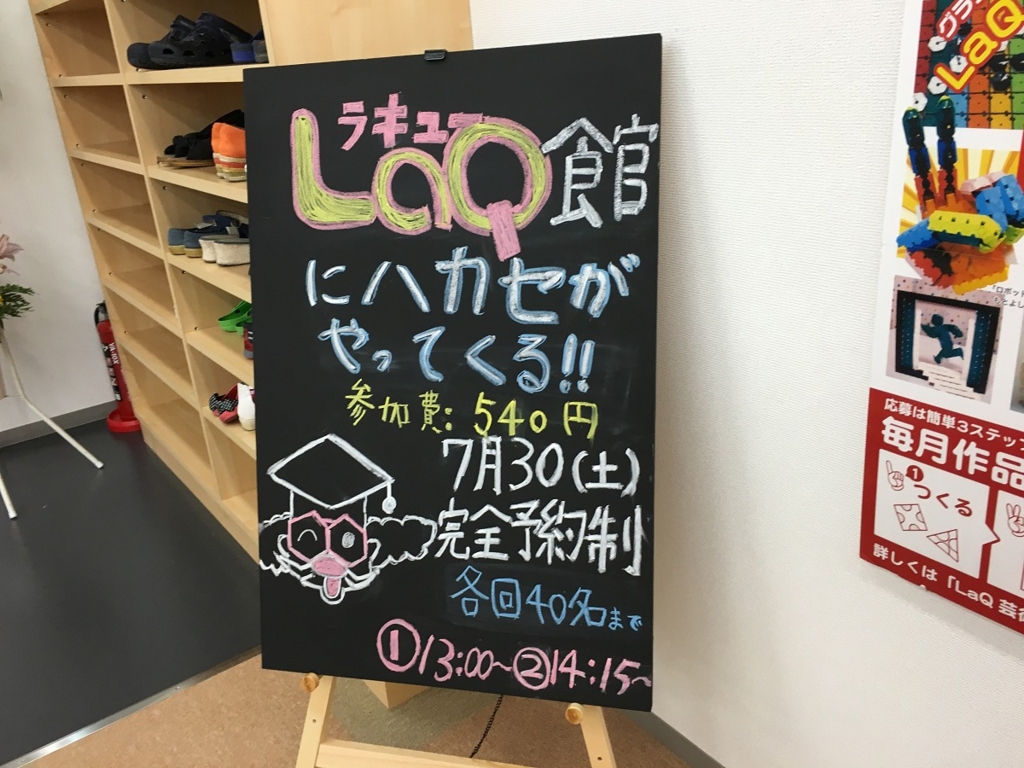 ラキュー
LaQ館
にハカセが
やってくる!!
参加費:540円
7月30(土)
完全予約制
各回40名まで
①13:00~②14:15~
LaQ
応募は簡単3ステップ
毎月作品
①
つくる
詳しくは「LaQ 芸術